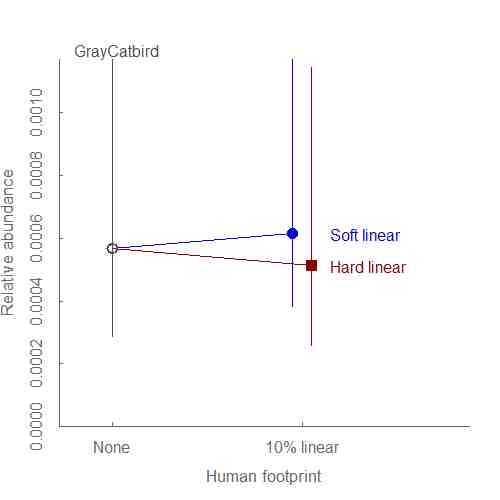 GrayCatbird
Relative abundance
0.0010
0.0008
0.0006
0.0004
0.0002
0.0000
Soft linear
Hard linear
None
10% linear
Human footprint